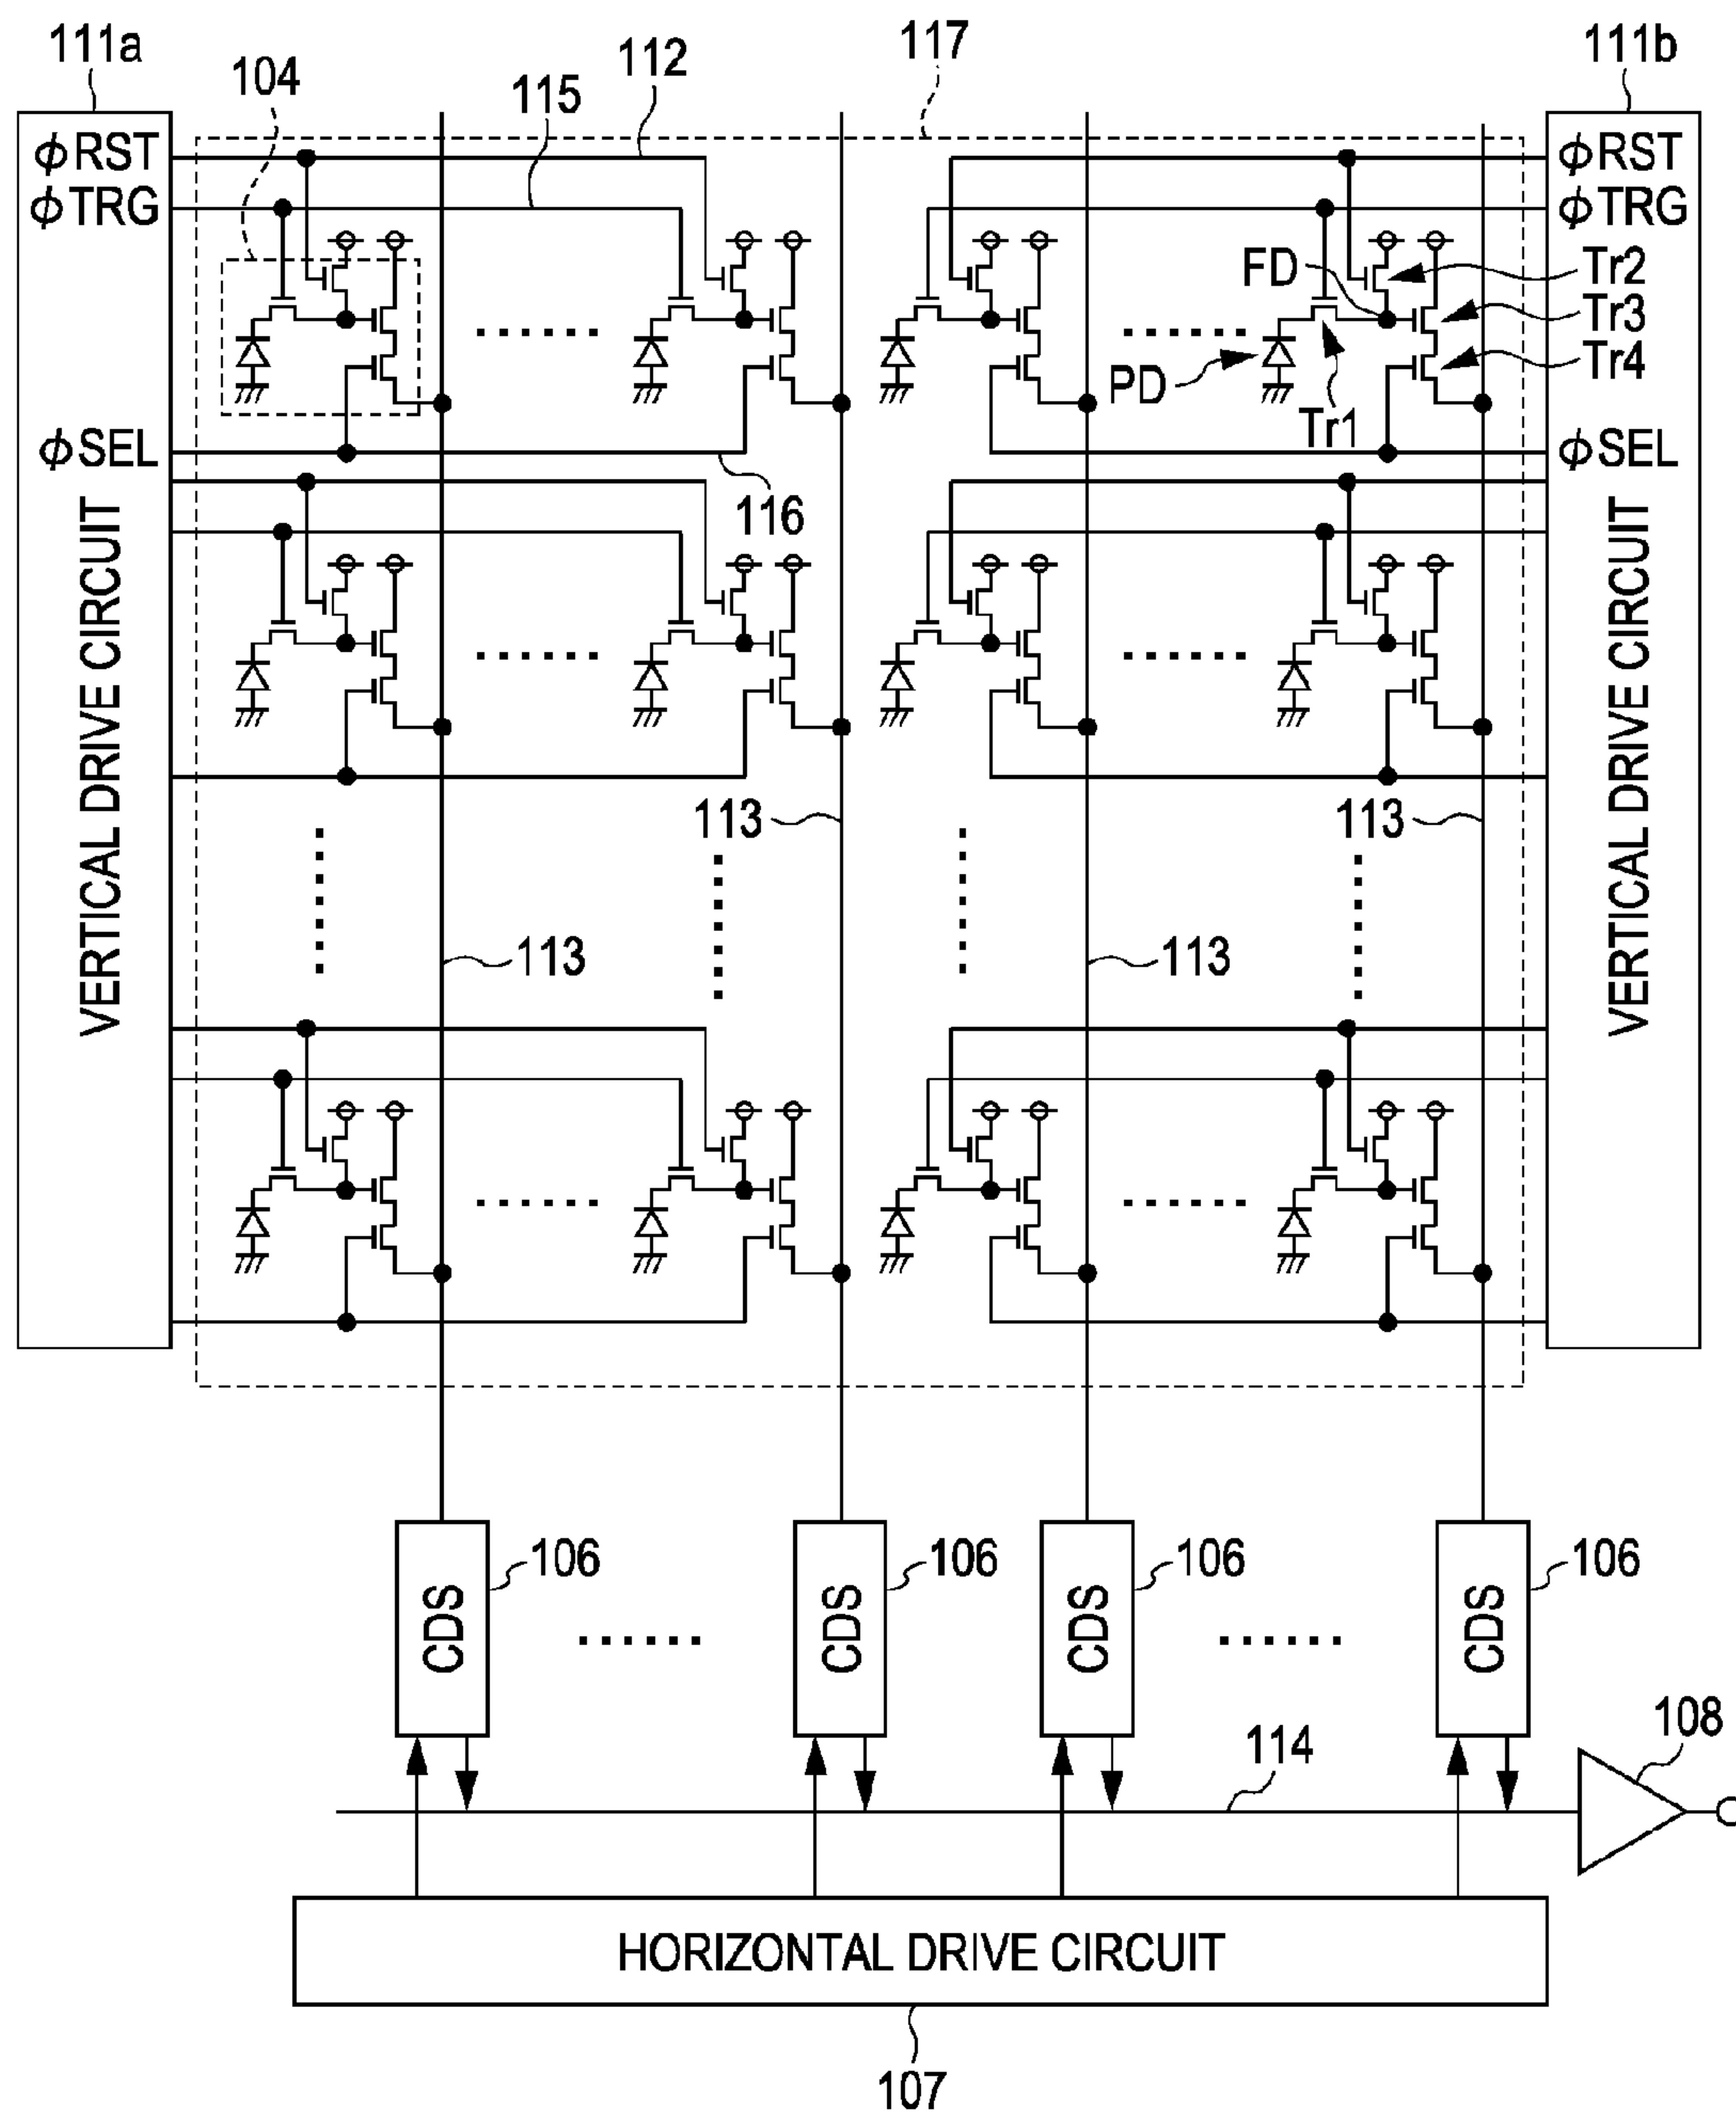 111a
104
115
112
117
111b
ϕRST
ϕTRG
ϕSEL
VERTICAL DRIVE CIRCUIT
ϕRST
ϕTRG
ϕSEL
VERTICAL DRIVE CIRCUIT
FD
PD
Tr1
Tr2
Tr3
Tr4
116
113
113
113
113
CDS
106
CDS
106
CDS
106
CDS
106
114
108
HORIZONTAL DRIVE CIRCUIT
107